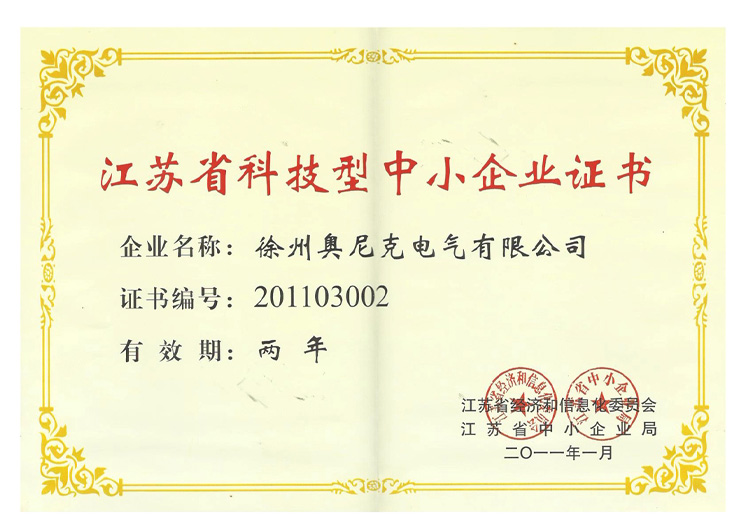 江苏省科技型中小企业证书
企业名称：徐州奥尼克电气有限公司
证书编号：201103002
有 效 期：两 年
江苏省经济和信息化委员会
江苏省中小企业局
二〇一一年一月